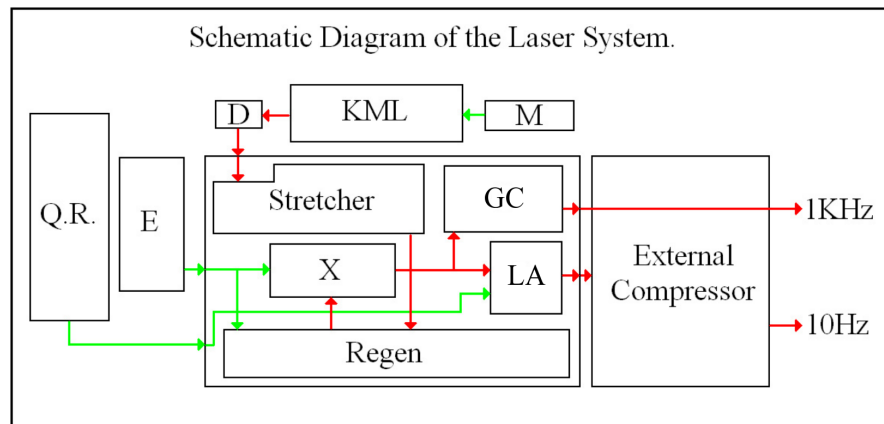 Schematic Diagram of the Laser System.
D
KML
M
Q.R.
E
Stretcher
GC
1KHz
X
LA
External
Compressor
10Hz
Regen